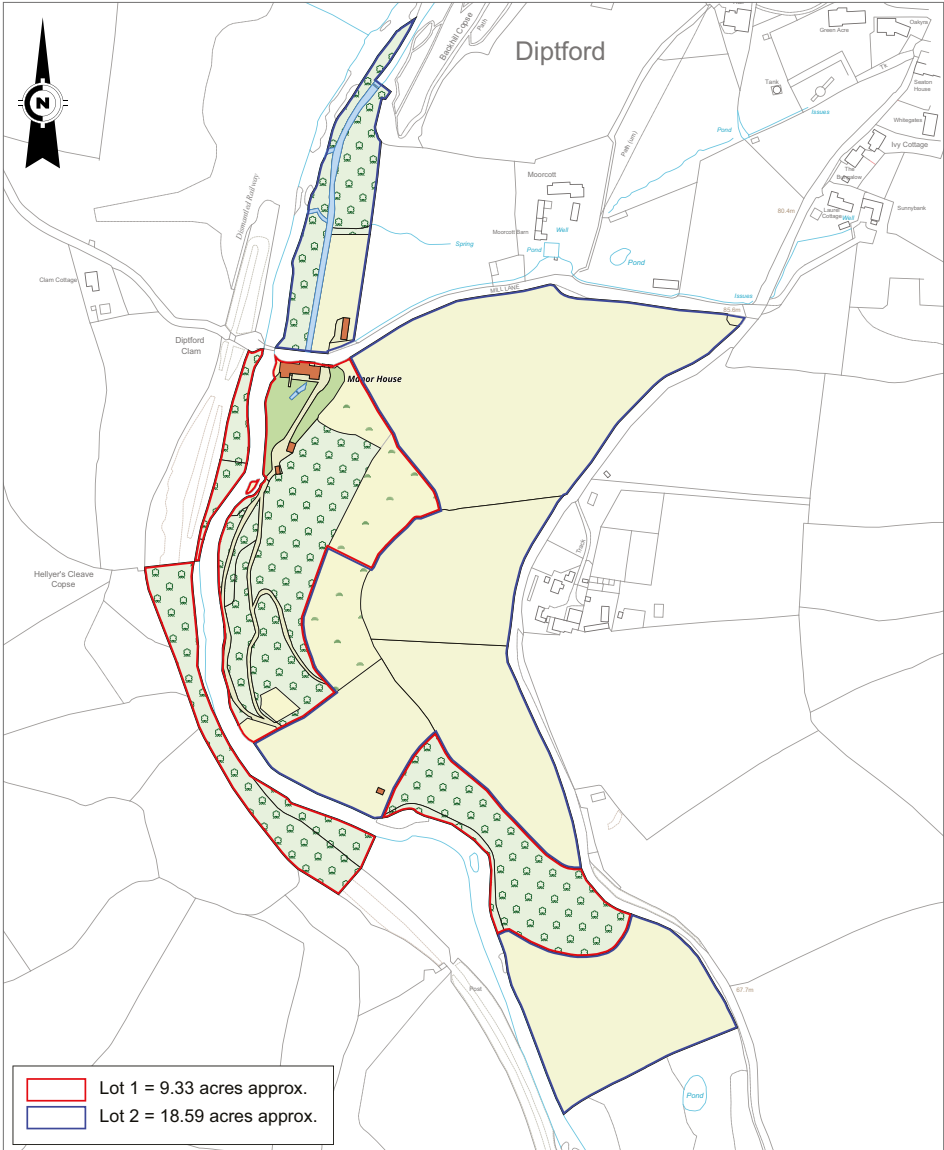 Backhill Copse
Path
Diptford
Green Acre
Oakyra
Tk
Seaton
House
Tank
Issues
Whitegates
Pond
Path (um)
Ivy Cottage
The
Bungalow
N
Moorcott
Dismantled Railway
80.4m
Laurel
Cottage
Well
Sunnybank
Moorcott Barn
Well
Spring
Pond
Pond
Clam Cottage
MILL LANE
Issues
85.6m
Diptford
Clam
Manor House
Track
Hellyer's Cleave
Copse
Post
67.7m
Pond
Lot 1 = 9.33 acres approx.
Lot 2 = 18.59 acres approx.